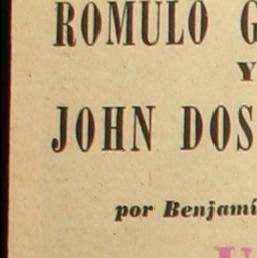 ROMULO G
Y
JOHN DOS
por Benjamí